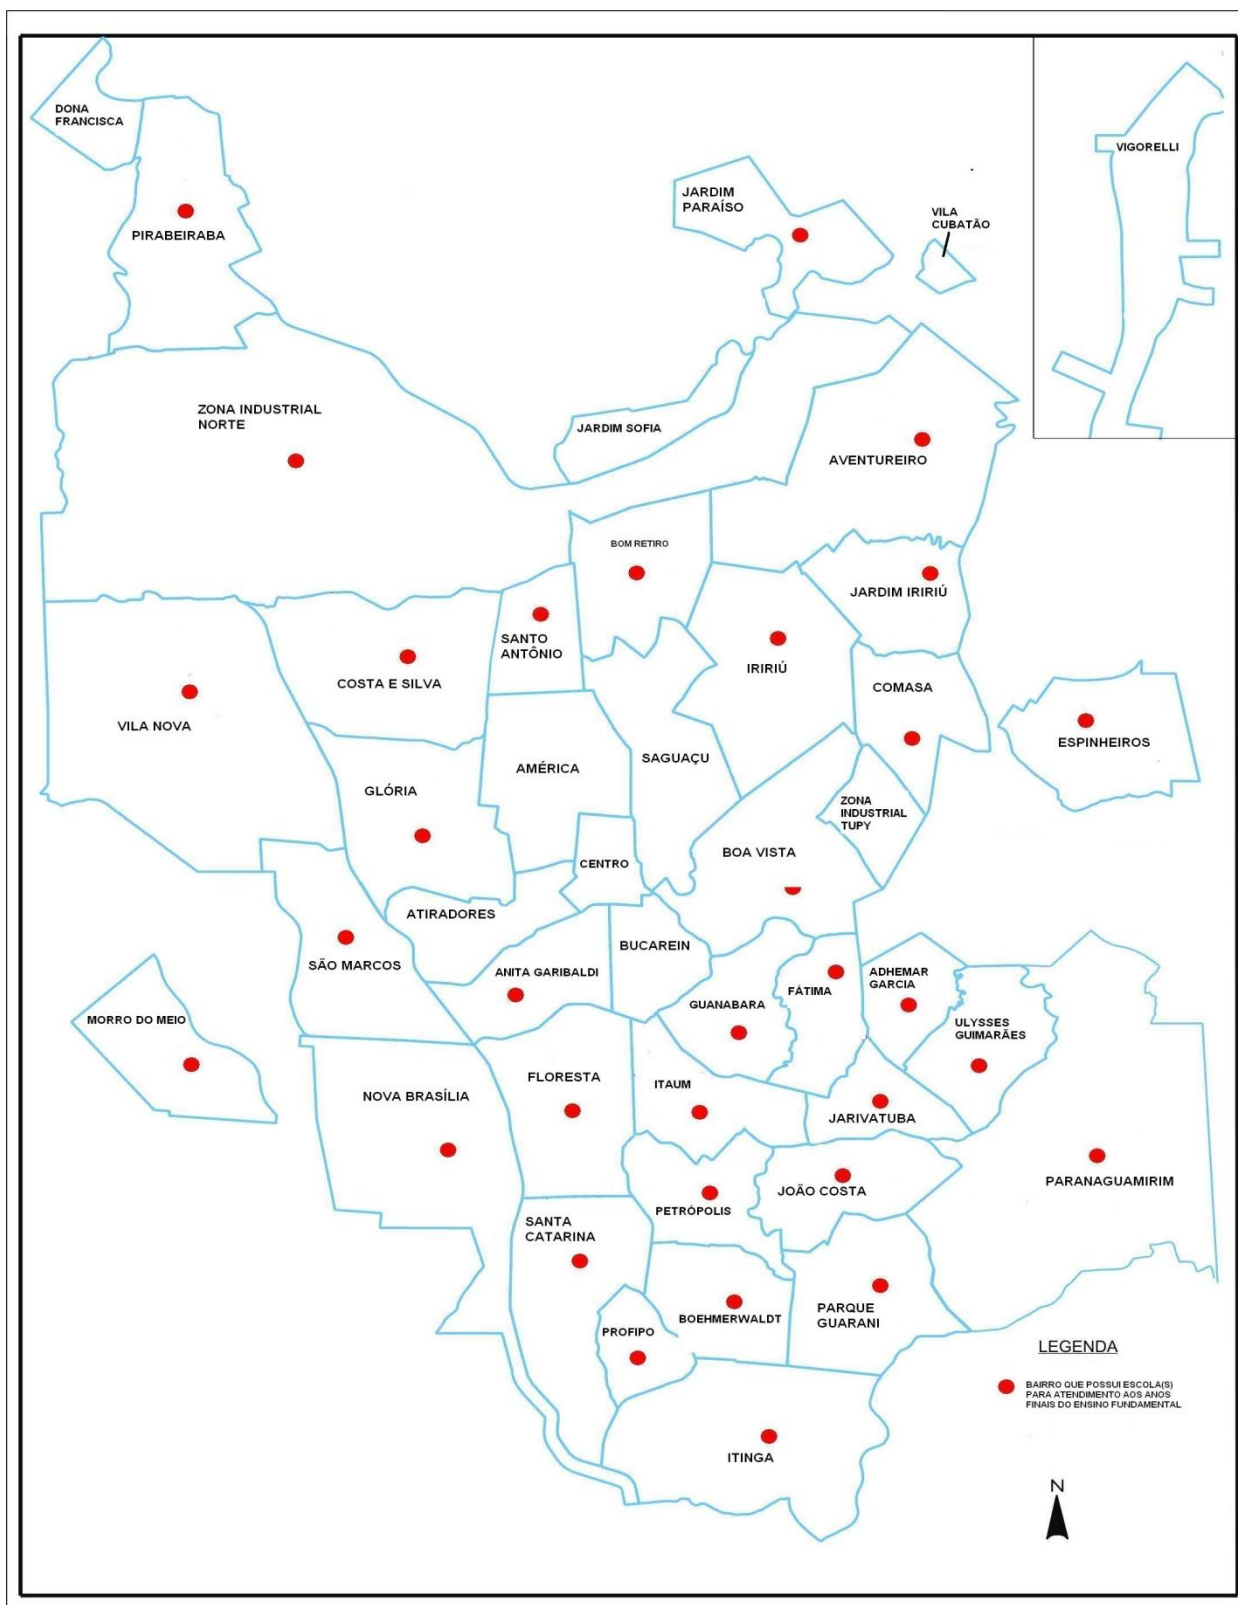 DONA
FRANCISCA
PIRABEIRABA
JARDIM
PARAÍSO
VILA
CUBATÃO
VIGORELLI
ZONA INDUSTRIAL
NORTE
JARDIM SOFIA
AVENTUREIRO
BOM RETIRO
JARDIM IRIRIÚ
SANTO
ANTÔNIO
COSTA E SILVA
IRIRIÚ
COMASA
VILA NOVA
ESPINHEIROS
AMÉRICA
SAGUAÇU
GLÓRIA
ZONA
INDUSTRIAL
TUPY
CENTRO
BOA VISTA
ATIRADORES
BUCAREIN
SÃO MARCOS
ANITA GARIBALDI
GUANABARA
FÁTIMA
ADHEMAR
GARCIA
MORRO DO MEIO
ULYSSES
GUIMARÃES
NOVA BRASÍLIA
FLORESTA
ITAUM
JARIVATUBA
PARANAGUAMIRIM
JOÃO COSTA
PETRÓPOLIS
SANTA
CATARINA
PROFIPO
BOEHMERWALDT
PARQUE
GUARANI
ITINGA
LEGENDA
BAIRRO QUE POSSUI ESCOLA(S)
PARA ATENDIMENTO AOS ANOS
FINAIS DO ENSINO FUNDAMENTAL
N